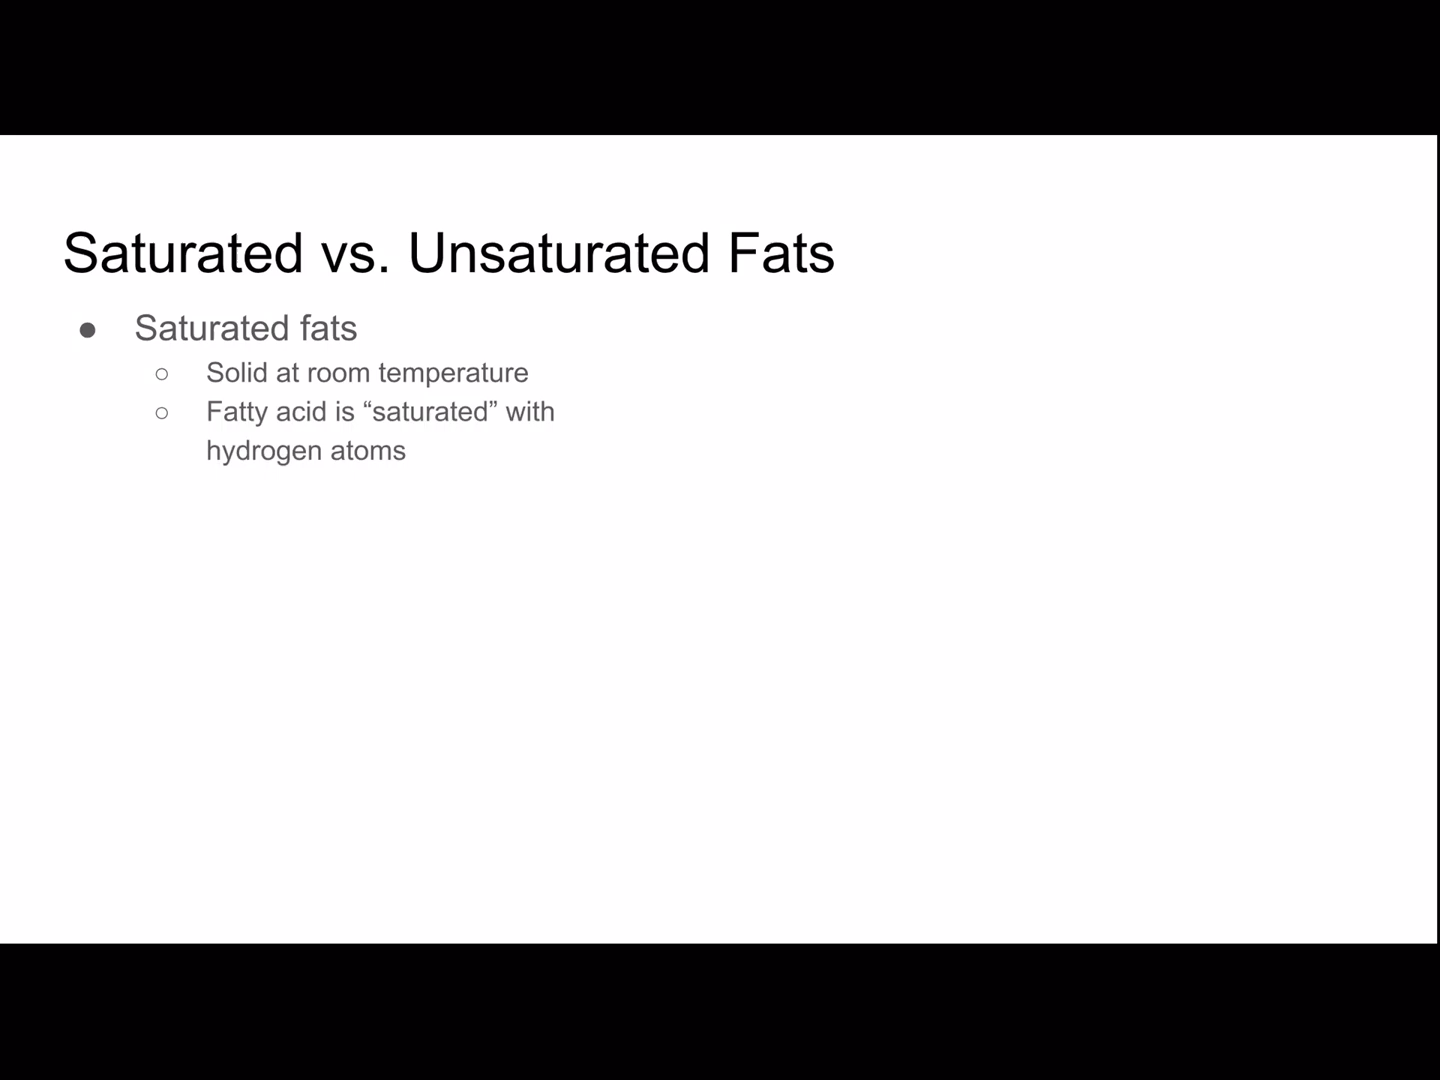 Saturated vs. Unsaturated Fats
● Saturated fats
○ Solid at room temperature
○ Fatty acid is “saturated” with
hydrogen atoms